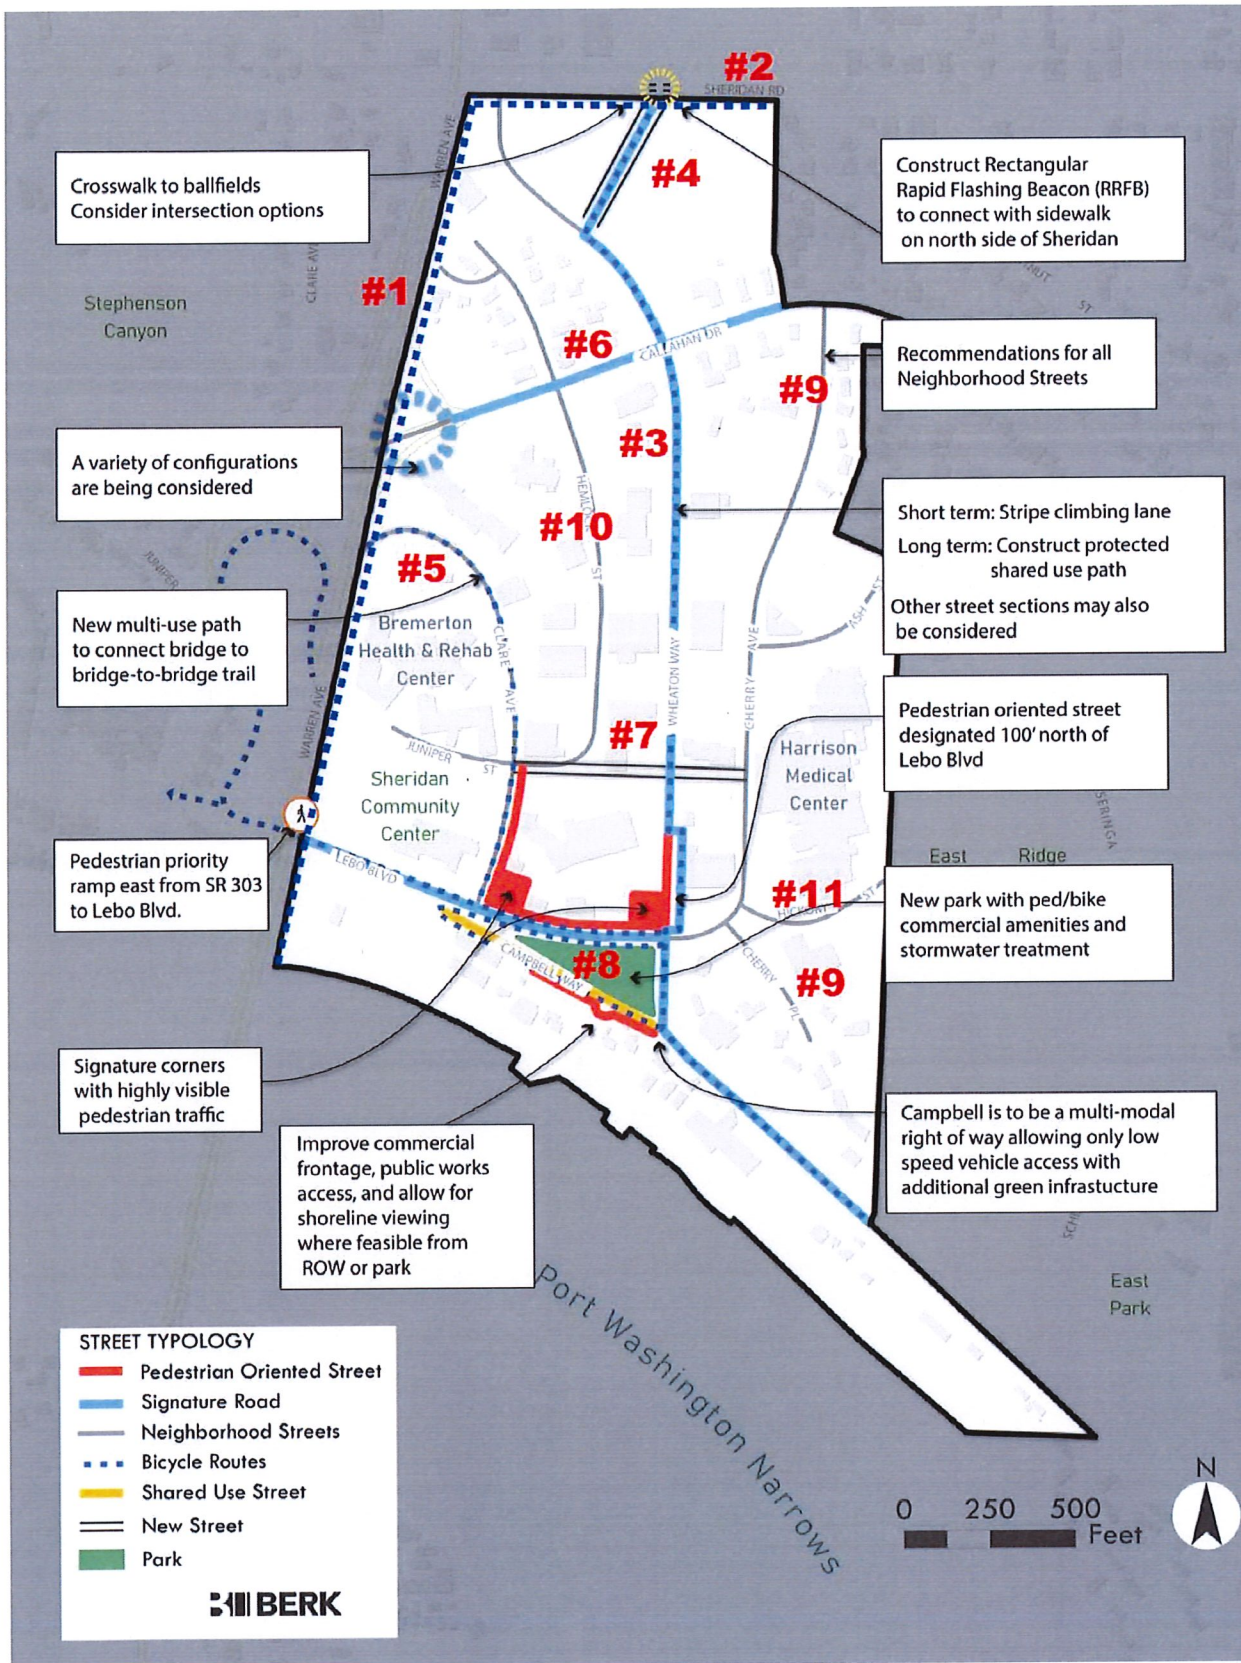 #2
SHERIDAN RD
WARREN AVE
Crosswalk to ballfields
Consider intersection options
#4
Construct Rectangular
Rapid Flashing Beacon (RRFB)
to connect with sidewalk
on north side of Sheridan
CLARE AVE
#1
Stephenson
Canyon
ST
#6
CALLAHAN DR
Recommendations for all
Neighborhood Streets
#9
#3
A variety of configurations
are being considered
HEMLOCK ST
#10
Short term: Stripe climbing lane
Long term: Construct protected
shared use path
Other street sections may also
be considered
JUNIPER
#5
ASH ST
New multi-use path
to connect bridge to
bridge-to-bridge trail
Bremerton
Health & Rehab
Center
CLARE AVE
WHEATON WAY
CHERRY AVE
WARREN AVE
#7
Pedestrian oriented street
designated 100' north of
Lebo Blvd
JUNIPER ST
Harrison
Medical
Center
Sheridan
Community
Center
SERINGA
Pedestrian priority
ramp east from SR 303
to Lebo Blvd.
LEBO BLVD
East Ridge
#11
HICKORY ST
New park with ped/bike
commercial amenities and
stormwater treatment
CAMPBELL WAY
#8
CHERRY PL
#9
Signature corners
with highly visible
pedestrian traffic
Improve commercial
frontage, public works
access, and allow for
shoreline viewing
where feasible from
ROW or park
Campbell is to be a multi-modal
right of way allowing only low
speed vehicle access with
additional green infrastucture
East
Park
Port Washington Narrows
STREET TYPOLOGY
Pedestrian Oriented Street
Signature Road
Neighborhood Streets
Bicycle Routes
Shared Use Street
New Street
Park
BERK
N
0 250 500
Feet